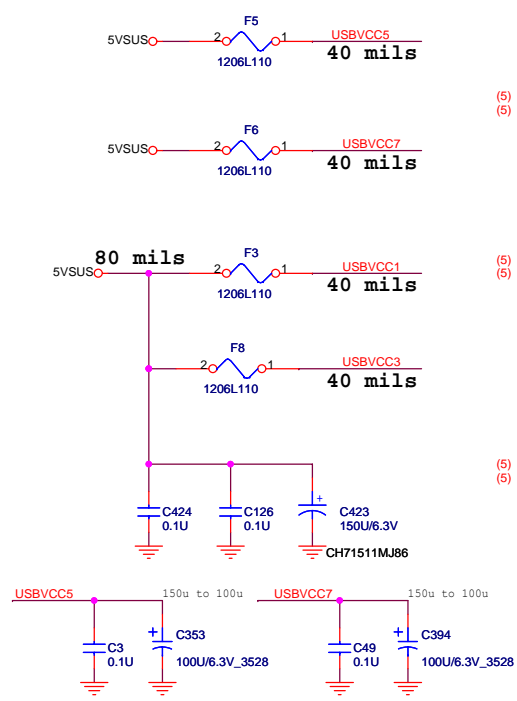 F5
5VSUS 2 1 USBVCC5
1206L110 40 mils
(5)
(5)
F6
5VSUS 2 1 USBVCC7
1206L110 40 mils
80 mils
F3
5VSUS 2 1 USBVCC1
1206L110 40 mils
(5)
(5)
F8
2 1 USBVCC3
1206L110 40 mils
(5)
(5)
C424
0.1U
C126
0.1U
+
C423
150U/6.3V
CH71511MJ86
USBVCC5
150u to 100u
C3
0.1U
+
C353
100U/6.3V_3528
USBVCC7
150u to 100u
C49
0.1U
+
C394
100U/6.3V_3528